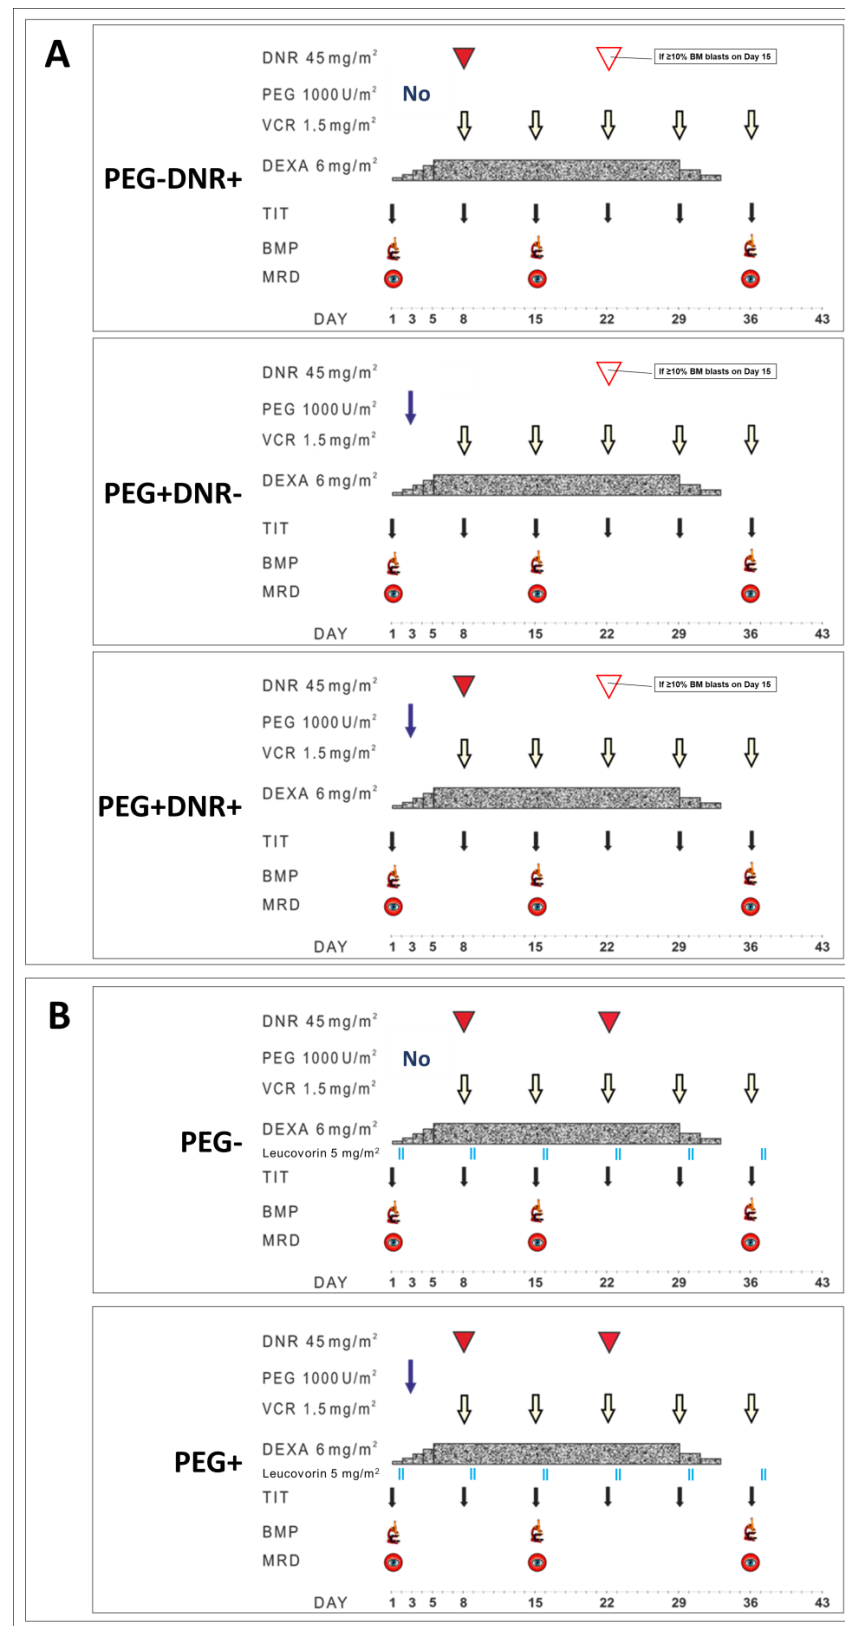 A
DNR 45 mg/m²
If ≥10% BM blasts on Day 15
PEG 1000 U/m²
No
VCR 1.5 mg/m²
DEXA 6 mg/m²
PEG-DNR+
TIT
BMP
MRD
DAY 1 3 5 8 15 22 29 36 43
DNR 45 mg/m²
If ≥10% BM blasts on Day 15
PEG 1000 U/m²
VCR 1.5 mg/m²
DEXA 6 mg/m²
PEG+DNR-
TIT
BMP
MRD
DAY 1 3 5 8 15 22 29 36 43
DNR 45 mg/m²
If ≥10% BM blasts on Day 15
PEG 1000 U/m²
VCR 1.5 mg/m²
DEXA 6 mg/m²
PEG+DNR+
TIT
BMP
MRD
DAY 1 3 5 8 15 22 29 36 43
B
DNR 45 mg/m²
PEG 1000 U/m²
No
VCR 1.5 mg/m²
DEXA 6 mg/m²
PEG-
Leucovorin 5 mg/m²
TIT
BMP
MRD
DAY 1 3 5 8 15 22 29 36 43
DNR 45 mg/m²
PEG 1000 U/m²
VCR 1.5 mg/m²
DEXA 6 mg/m²
PEG+
Leucovorin 5 mg/m²
TIT
BMP
MRD
DAY 1 3 5 8 15 22 29 36 43